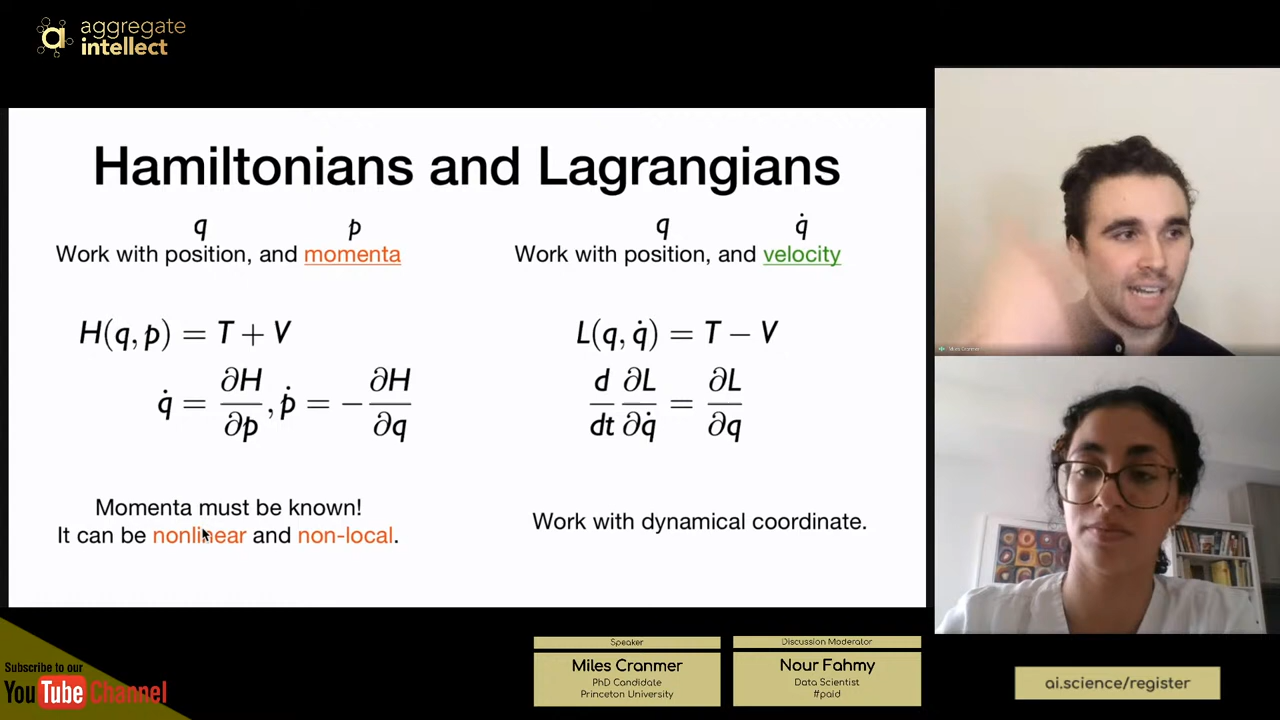 aggregate
intellect
Hamiltonians and Lagrangians
q p
Work with position, and momenta
H(q, p) = T + V
q̇ = ∂H/∂p, ṗ = −∂H/∂q
Momenta must be known!
It can be nonlinear and non-local.
q q̇
Work with position, and velocity
L(q, q̇) = T − V
d/dt ∂L/∂q̇ = ∂L/∂q
Work with dynamical coordinate.
Miles Cranmer
Subscribe to our
YouTube Channel
Speaker
Miles Cranmer
PhD Candidate
Princeton University
Discussion Moderator
Nour Fahmy
Data Scientist
#paid
ai.science/register